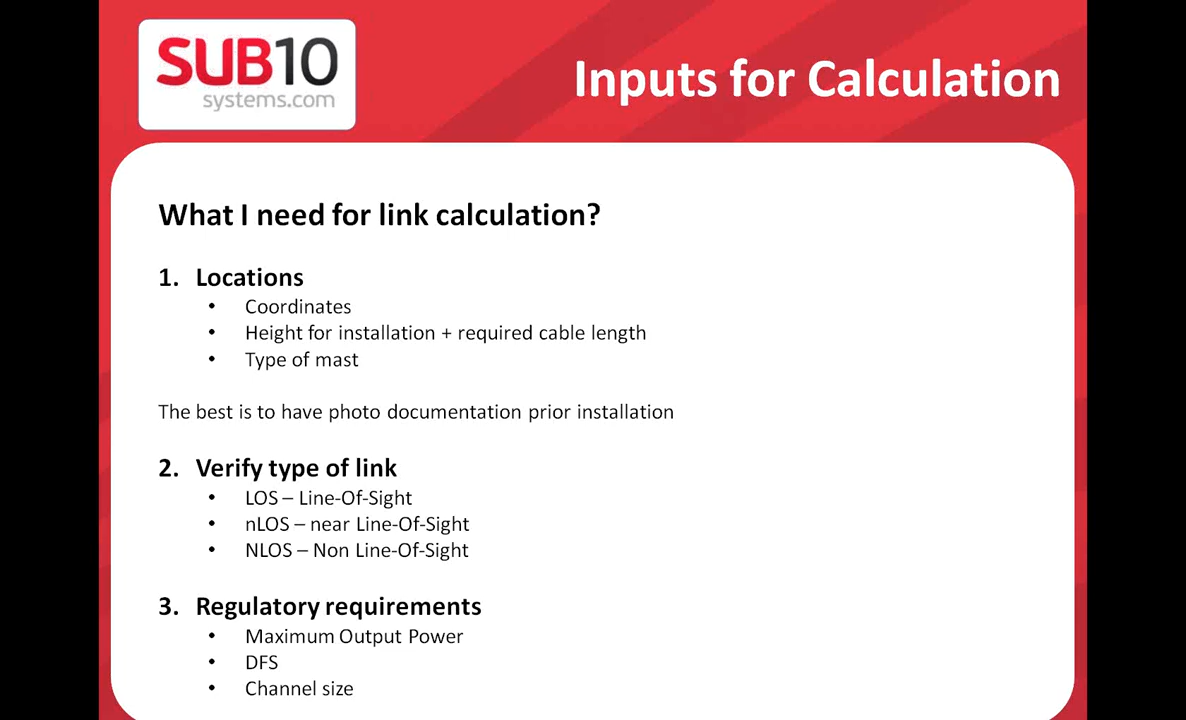 SUB10
systems.com
Inputs for Calculation
What I need for link calculation?
1. Locations
• Coordinates
• Height for installation + required cable length
• Type of mast
The best is to have photo documentation prior installation
2. Verify type of link
• LOS – Line-Of-Sight
• nLOS – near Line-Of-Sight
• NLOS – Non Line-Of-Sight
3. Regulatory requirements
• Maximum Output Power
• DFS
• Channel size